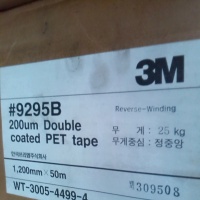 3M
#9295B
Reverse-Winding
200um Double
coated PET tape
무 게 : 25 kg
무게중심 : 정중앙
1,200mm × 50m
309508
WT-3005-4499-4